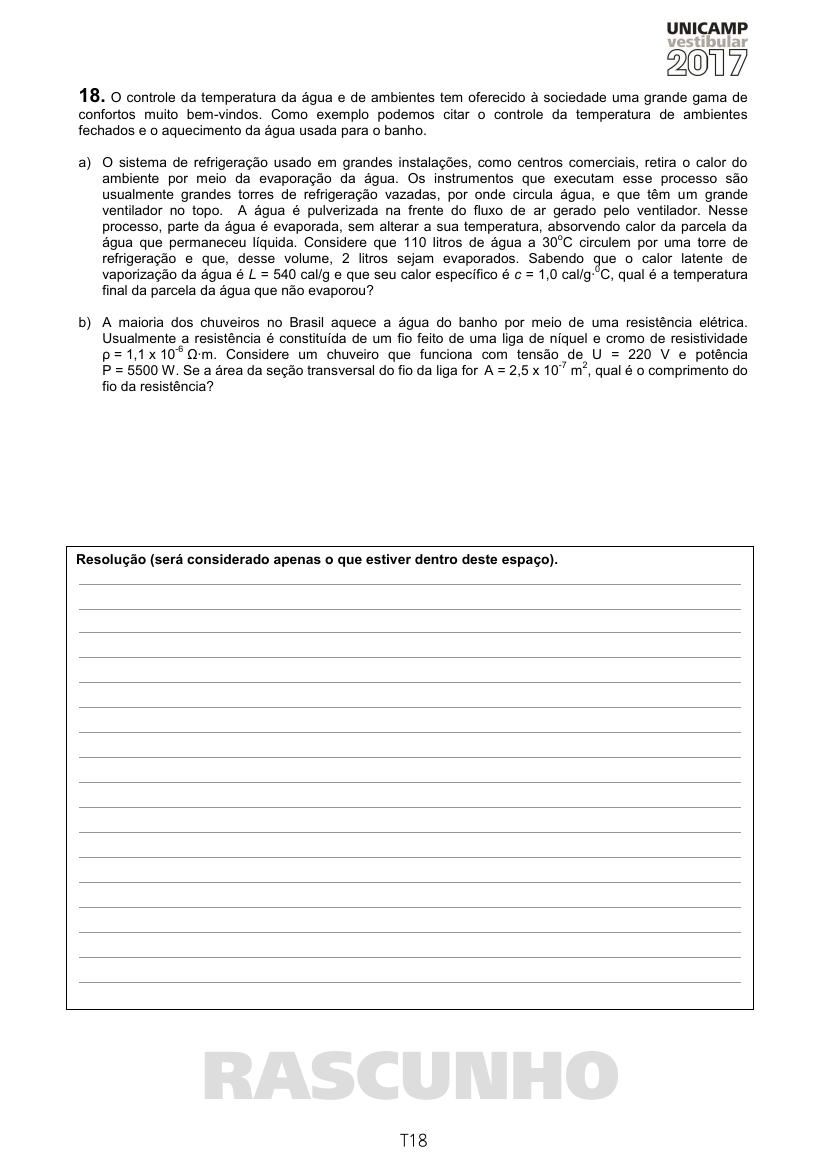 UNICAMP
vestibular
2017
18. O controle da temperatura da água e de ambientes tem oferecido à sociedade uma grande gama de
confortos muito bem-vindos. Como exemplo podemos citar o controle da temperatura de ambientes
fechados e o aquecimento da água usada para o banho.
a) O sistema de refrigeração usado em grandes instalações, como centros comerciais, retira o calor do
ambiente por meio da evaporação da água. Os instrumentos que executam esse processo são
usualmente grandes torres de refrigeração vazadas, por onde circula água, e que têm um grande
ventilador no topo. A água é pulverizada na frente do fluxo de ar gerado pelo ventilador. Nesse
processo, parte da água é evaporada, sem alterar a sua temperatura, absorvendo calor da parcela da
água que permaneceu líquida. Considere que 110 litros de água a 30°C circulem por uma torre de
refrigeração e que, desse volume, 2 litros sejam evaporados. Sabendo que o calor latente de
vaporização da água é L = 540 cal/g e que seu calor específico é c = 1,0 cal/g·⁰C, qual é a temperatura
final da parcela da água que não evaporou?
b) A maioria dos chuveiros no Brasil aquece a água do banho por meio de uma resistência elétrica.
Usualmente a resistência é constituída de um fio feito de uma liga de níquel e cromo de resistividade
ρ = 1,1 x 10⁻⁶ Ω·m. Considere um chuveiro que funciona com tensão de U = 220 V e potência
P = 5500 W. Se a área da seção transversal do fio da liga for A = 2,5 x 10⁻⁷ m², qual é o comprimento do
fio da resistência?
Resolução (será considerado apenas o que estiver dentro deste espaço).
RASCUNHO
T18